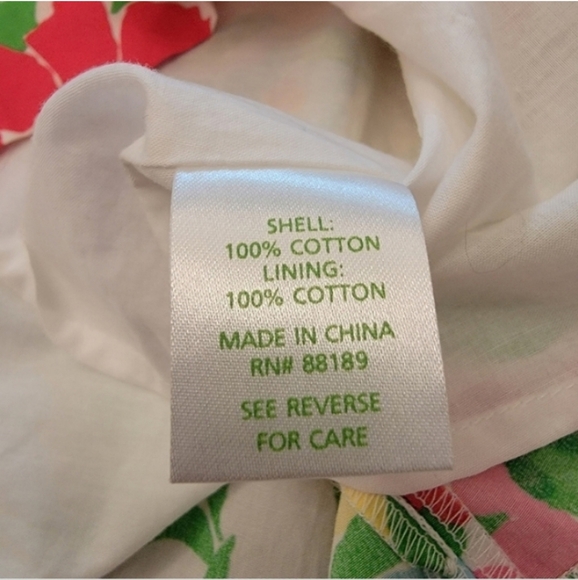 SHELL:
100% COTTON
LINING:
100% COTTON
MADE IN CHINA
RN# 88189
SEE REVERSE
FOR CARE